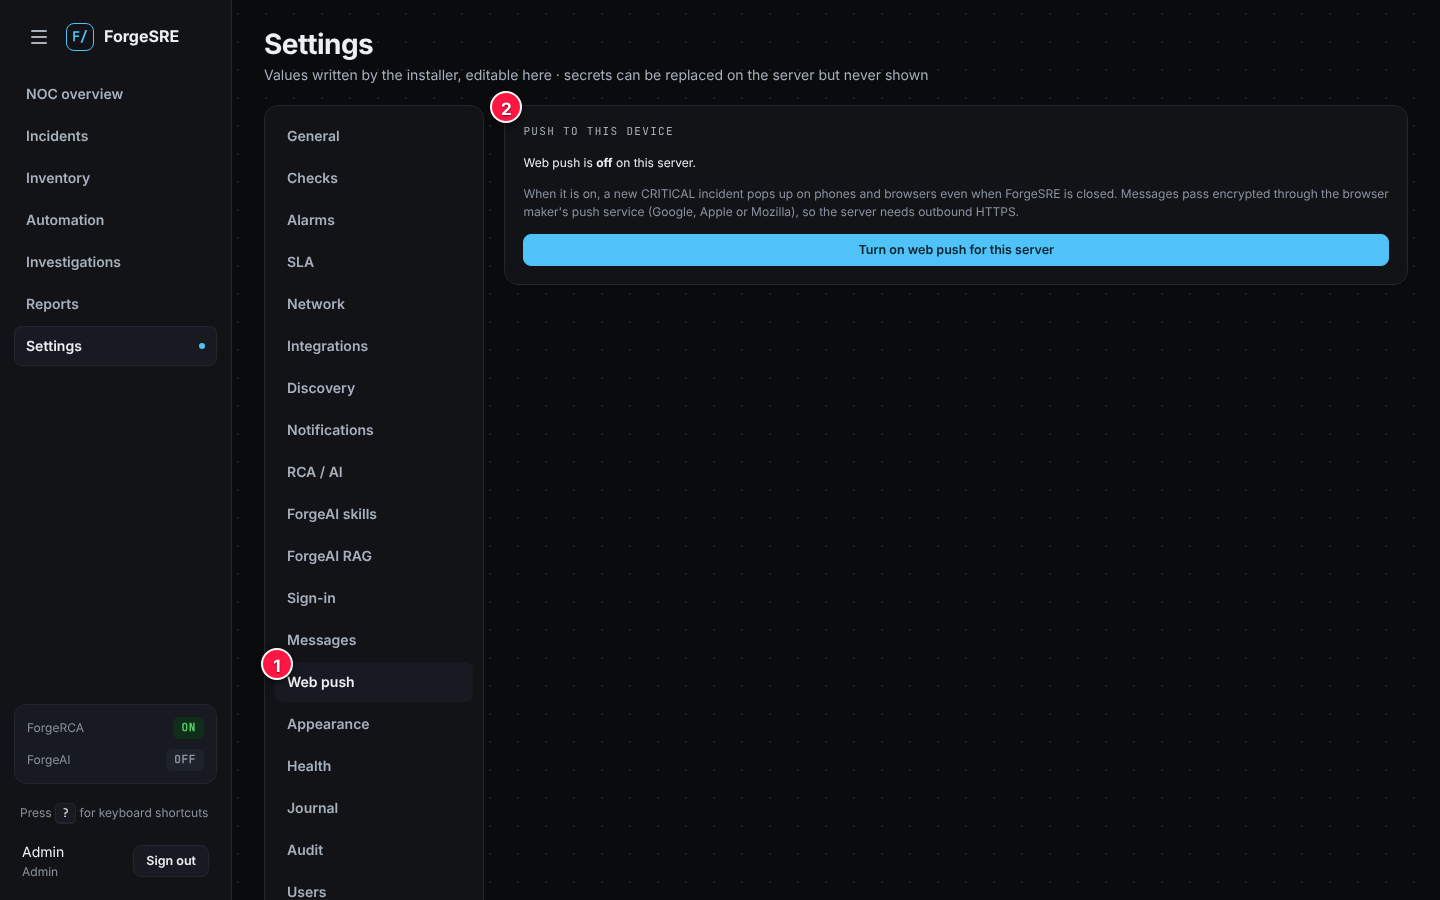 F/ ForgeSRE
NOC overview
Incidents
Inventory
Automation
Investigations
Reports
Settings
ForgeRCA ON
ForgeAI OFF
Press ? for keyboard shortcuts
Admin
Admin
Sign out
Settings
Values written by the installer, editable here · secrets can be replaced on the server but never shown
General
Checks
Alarms
SLA
Network
Integrations
Discovery
Notifications
RCA / AI
ForgeAI skills
ForgeAI RAG
Sign-in
Messages
1
Web push
Appearance
Health
Journal
Audit
Users
2
PUSH TO THIS DEVICE
Web push is off on this server.
When it is on, a new CRITICAL incident pops up on phones and browsers even when ForgeSRE is closed. Messages pass encrypted through the browser
maker's push service (Google, Apple or Mozilla), so the server needs outbound HTTPS.
Turn on web push for this server